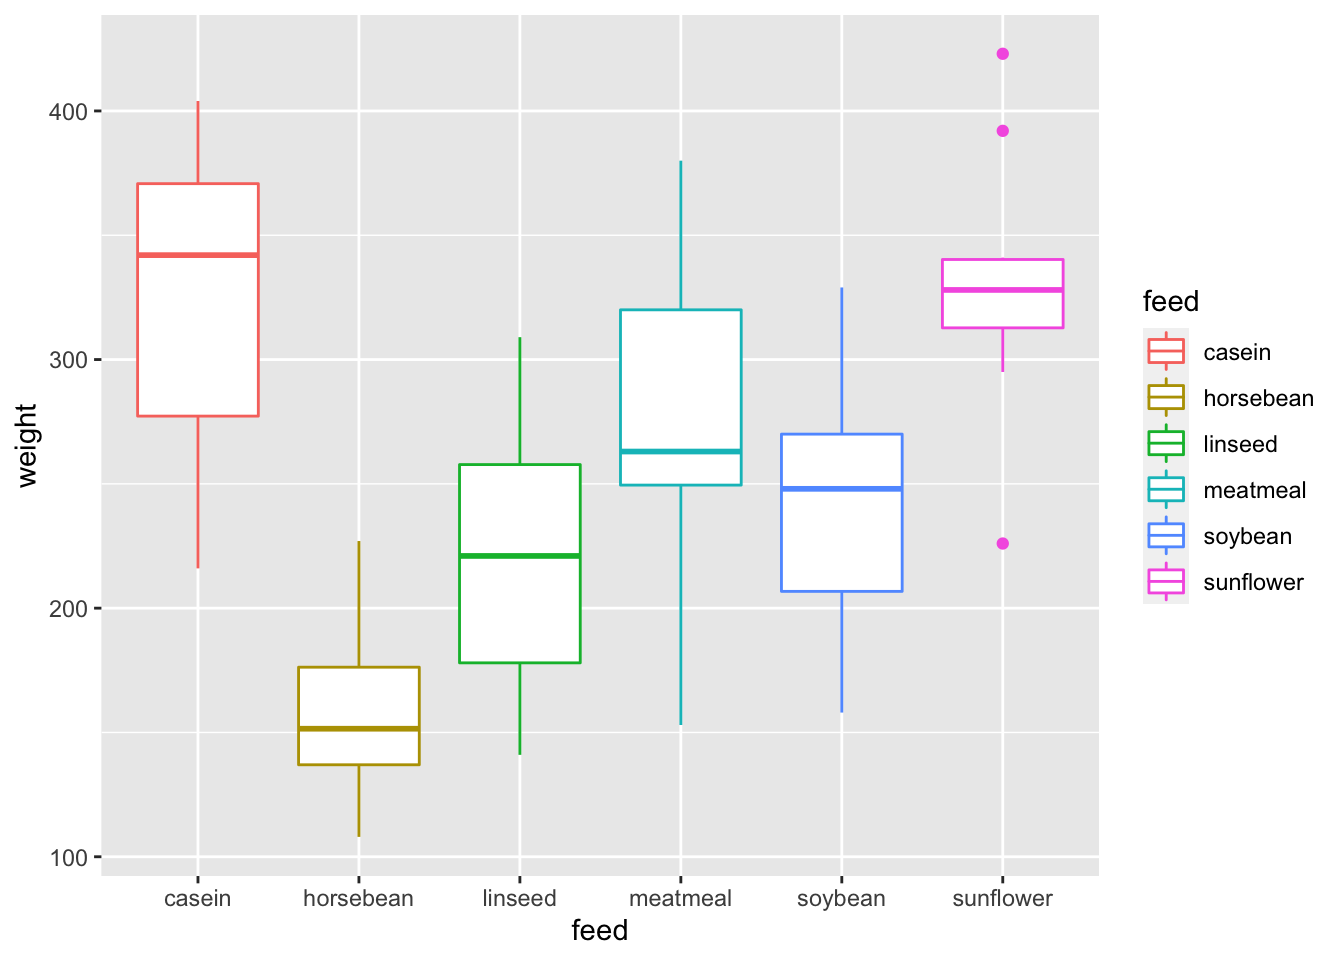 weight
400
300
200
100
casein horsebean linseed meatmeal soybean sunflower
feed
feed
casein
horsebean
linseed
meatmeal
soybean
sunflower